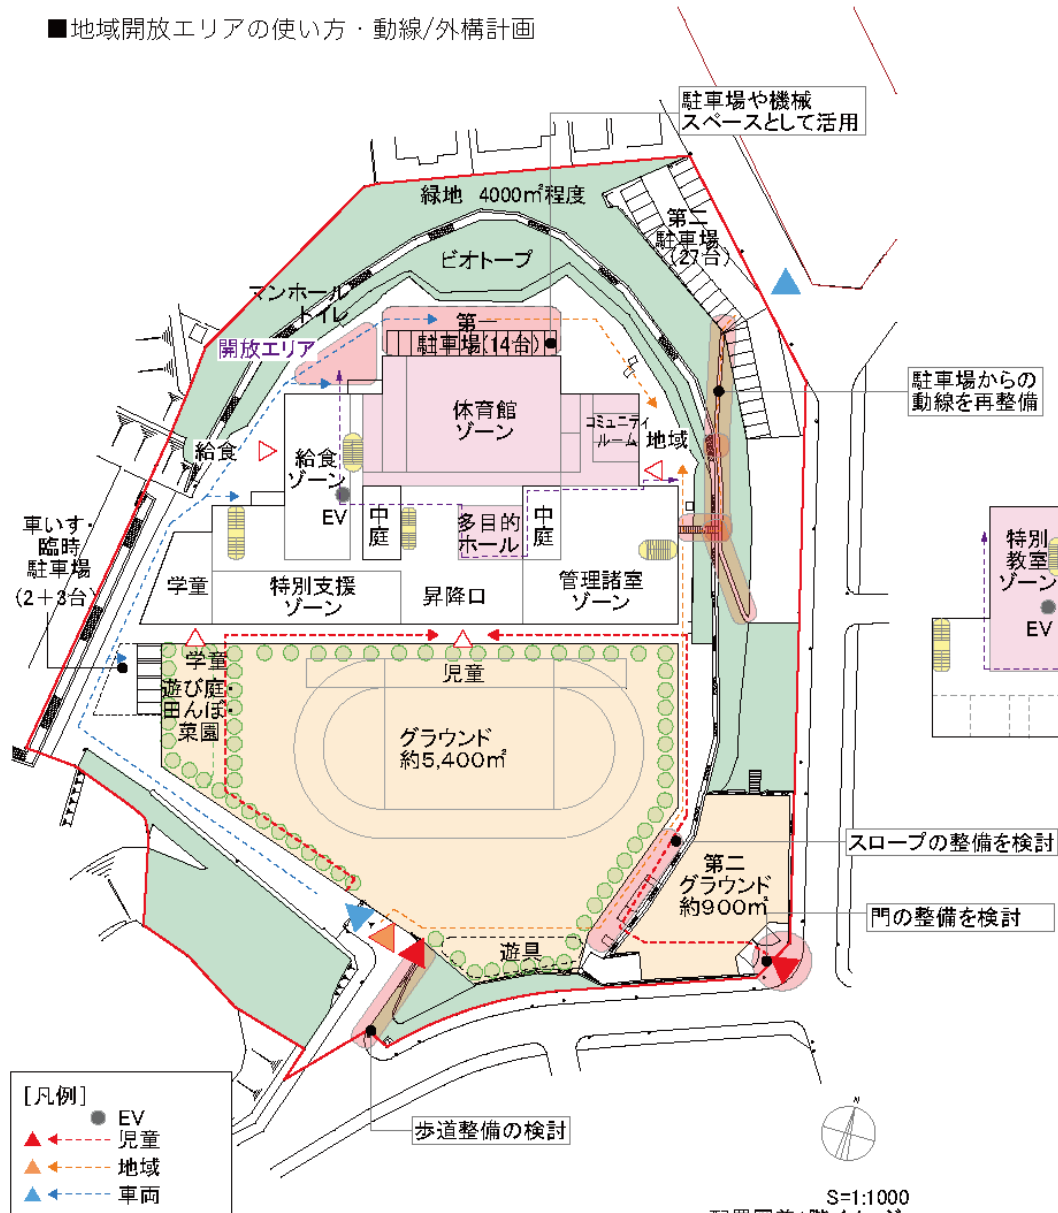 ■地域開放エリアの使い方・動線/外構計画
駐車場や機械
スペースとして活用
緑地 4000㎡程度
第二
駐車場
(27台)
ビオトープ
マンホール
トイレ
開放エリア
第一
駐車場(14台)
駐車場からの
動線を再整備
体育館
ゾーン
コミュニティ
ルーム
地域
給食
給食
ゾーン
EV
中庭
多目的
ホール
中庭
車いす・
臨時
駐車場
(2+3台)
特別
教室
ゾーン
EV
学童
特別支援
ゾーン
昇降口
管理諸室
ゾーン
学童
遊び庭・
田んぼ・
菜園
児童
グラウンド
約5,400㎡
スロープの整備を検討
第二
グラウンド
約900㎡
門の整備を検討
遊具
歩道整備の検討
[凡例]
EV
児童
地域
車両
N
S=1:1000